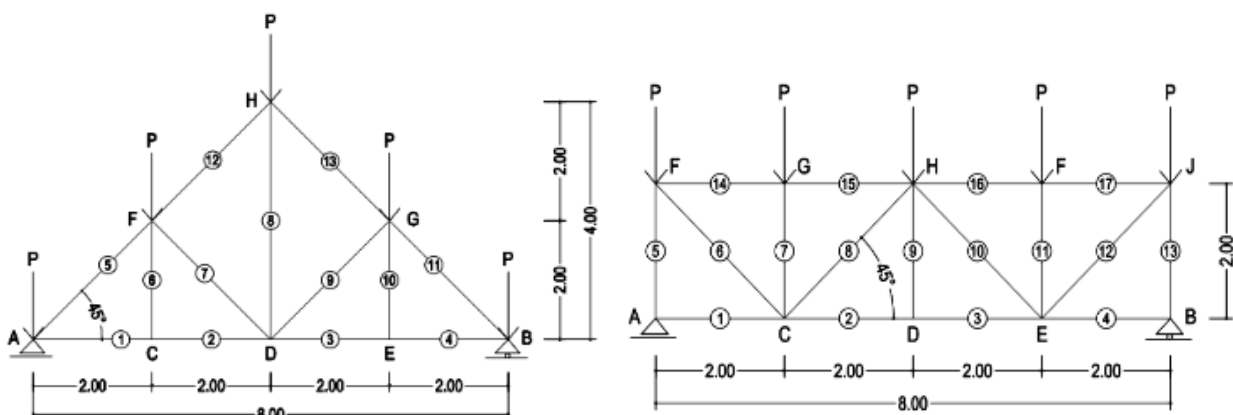 P
H
P P
12 13
2.00
F G
8
4.00
P P
5 6 7 9 10 11
2.00
45°
A 1 2 3 4 B
C D E
2.00 2.00 2.00 2.00
8.00
P P P P P
F G H F J
14 15 16 17
5 6 7 8 9 10 11 12 13
2.00
45°
A 1 2 3 4 B
C D E
2.00 2.00 2.00 2.00
8.00